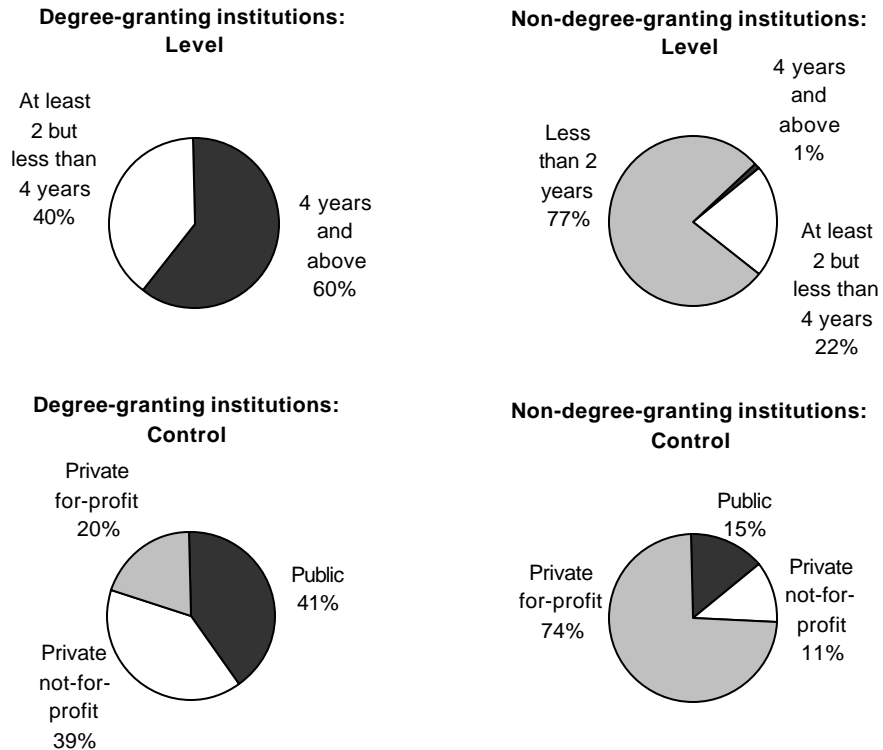 Degree-granting institutions:
Level
At least
2 but
less than
4 years
40%
4 years
and
above
60%
Non-degree-granting institutions:
Level
4 years
and
above
1%
Less
than 2
years
77%
At least
2 but
less than
4 years
22%
Degree-granting institutions:
Control
Private
for-profit
20%
Public
41%
Private
not-for-
profit
39%
Non-degree-granting institutions:
Control
Public
15%
Private
for-profit
74%
Private
not-for-
profit
11%